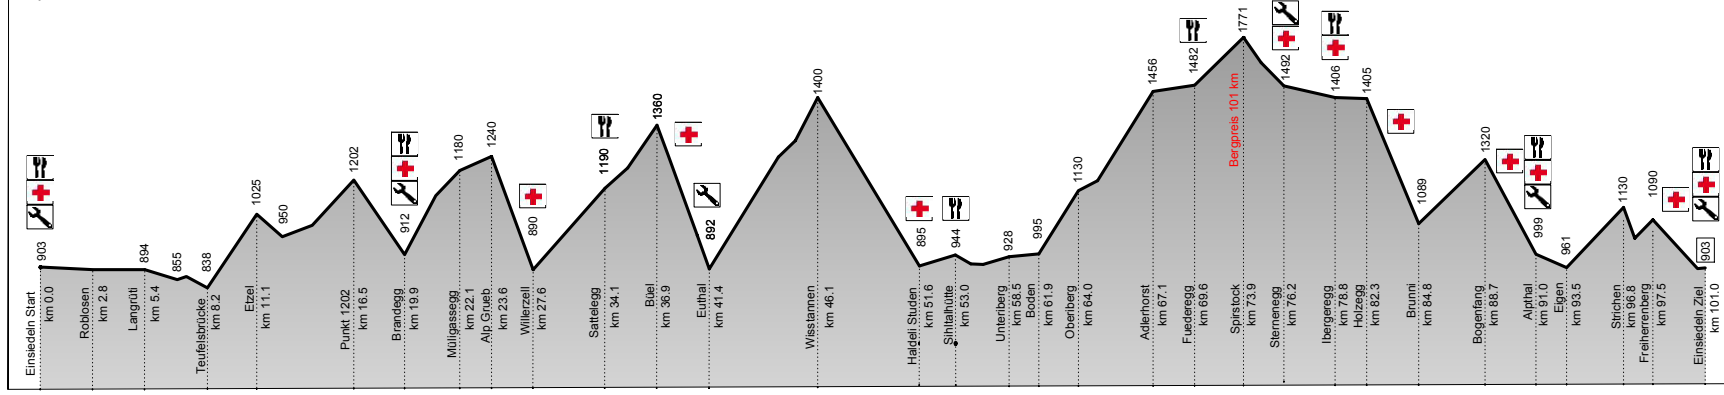 903
894
855
838
1025
950
1202
912
1180
1240
890
1190
1360
892
1400
895
944
928
995
1130
1456
1482
1771
1492
1406
1405
1089
1320
999
961
1130
1090
903
Bergpreis 101 km
Einsiedeln Start
km 0.0
Roblosen
km 2.8
Langrüti
km 5.4
Teufelsbrücke
km 8.2
Etzel
km 11.1
Punkt 1202
km 16.5
Brandegg
km 19.9
Müligassegg
km 22.1
Alp Grueb
km 23.6
Willerzell
km 27.6
Sattelegg
km 34.1
Büel
km 36.9
Euthal
km 41.4
Wisstannen
km 46.1
Haldeli Studen
km 51.6
Sihltalhütte
km 53.0
Unteriberg
km 58.5
Boden
km 61.9
Oberiberg
km 64.0
Adlerhorst
km 67.1
Fuederegg
km 69.6
Spirstock
km 73.9
Sternenegg
km 76.2
Ibergeregg
km 78.8
Holzegg
km 82.3
Brunni
km 84.8
Bogenfang
km 88.7
Alpthal
km 91.0
Eigen
km 93.5
Strichen
km 96.8
Freiherrenberg
km 97.5
Einsiedeln Ziel
km 101.0